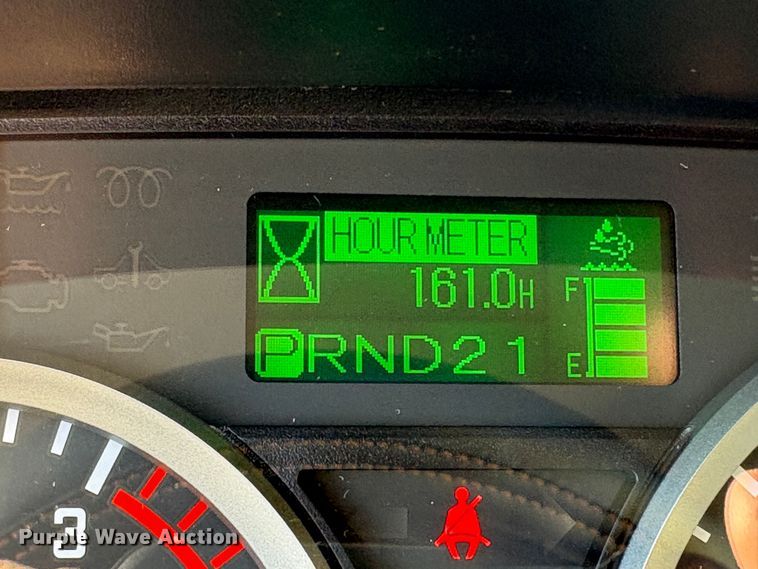 HOUR METER
161.0H
F
PRND21
E
3
Purple Wave Auction